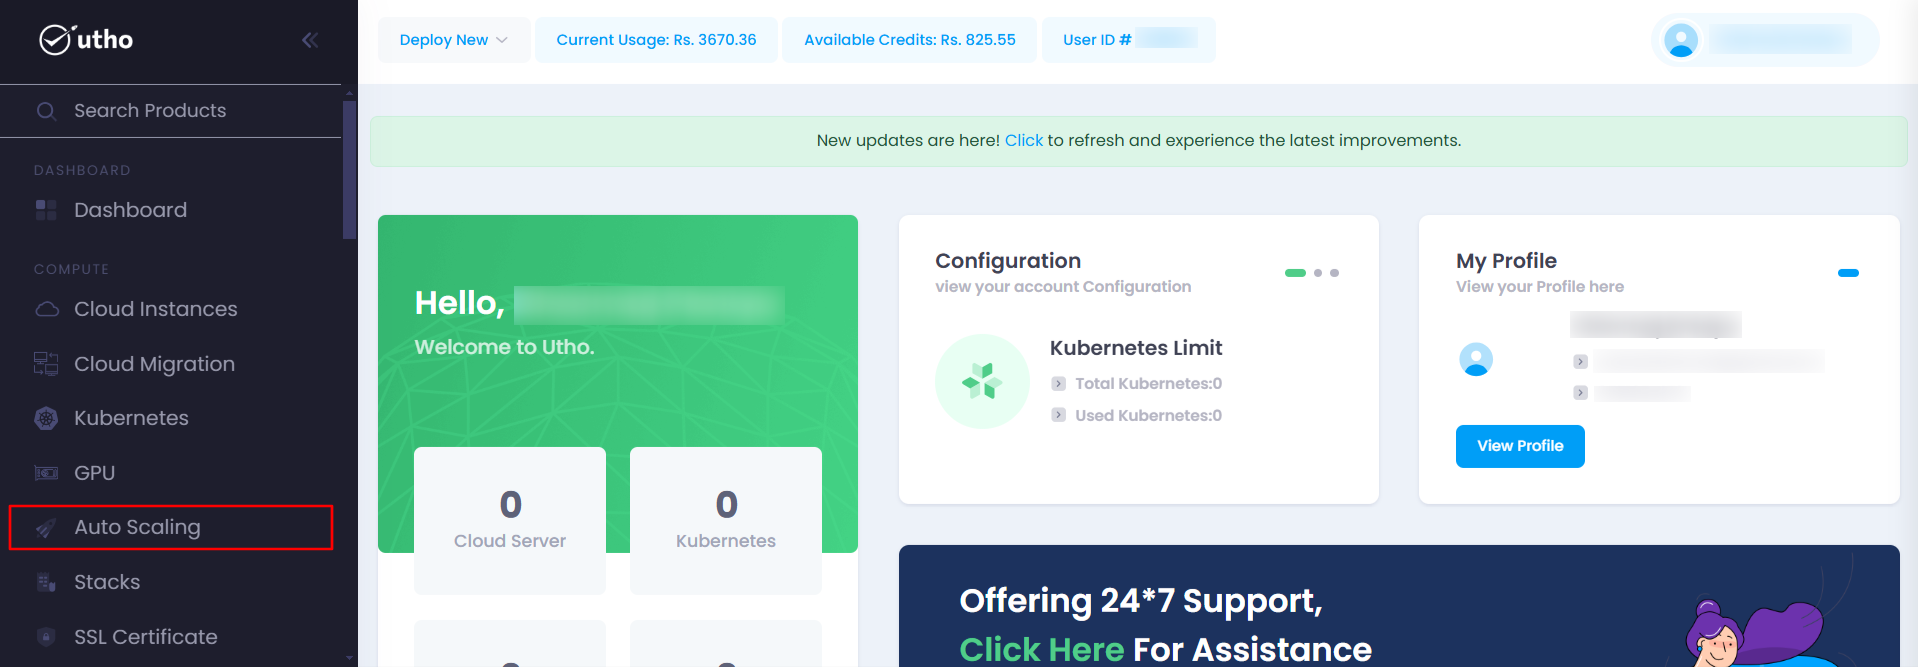 utho
Search Products
DASHBOARD
Dashboard
COMPUTE
Cloud Instances
Cloud Migration
Kubernetes
GPU
Auto Scaling
Stacks
SSL Certificate
Deploy New
Current Usage: Rs. 3670.36
Available Credits: Rs. 825.55
User ID #
New updates are here! Click to refresh and experience the latest improvements.
Hello,
Welcome to Utho.
0
Cloud Server
0
Kubernetes
Configuration
view your account Configuration
Kubernetes Limit
Total Kubernetes:0
Used Kubernetes:0
My Profile
View your Profile here
View Profile
Offering 24*7 Support,
Click Here For Assistance